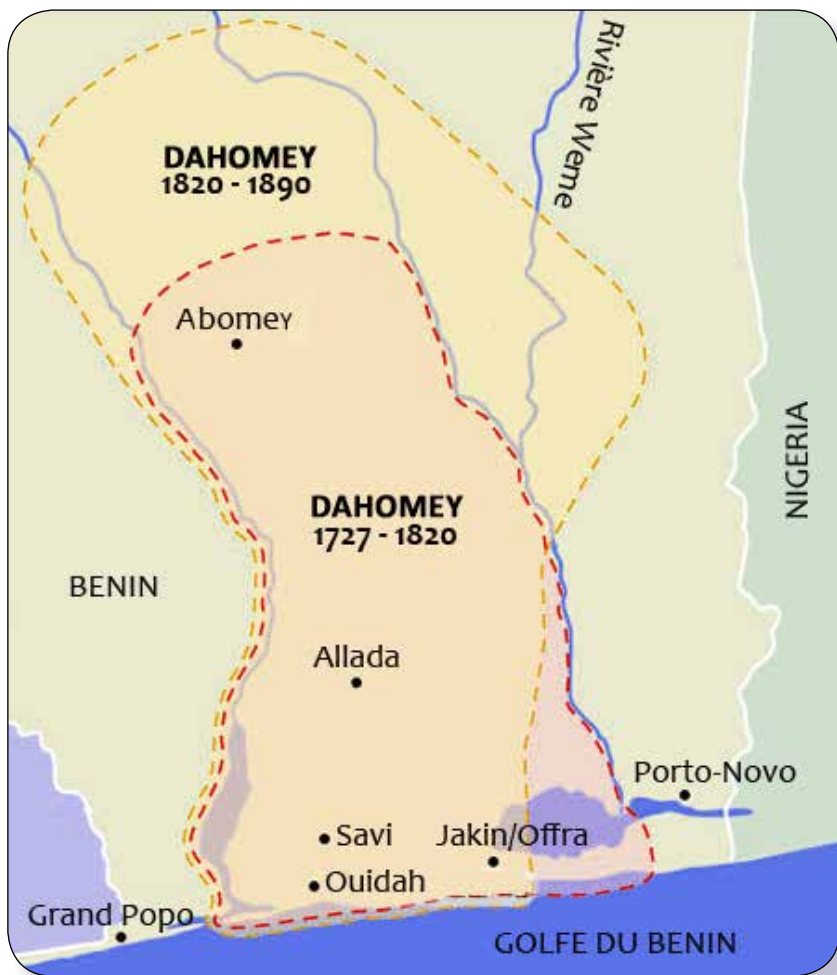 Rivière Weme
DAHOMEY
1820 - 1890
Abomey
DAHOMEY
1727 - 1820
NIGERIA
BENIN
Allada
Porto-Novo
Savi
Jakin/Offra
Ouidah
Grand Popo
GOLFE DU BENIN